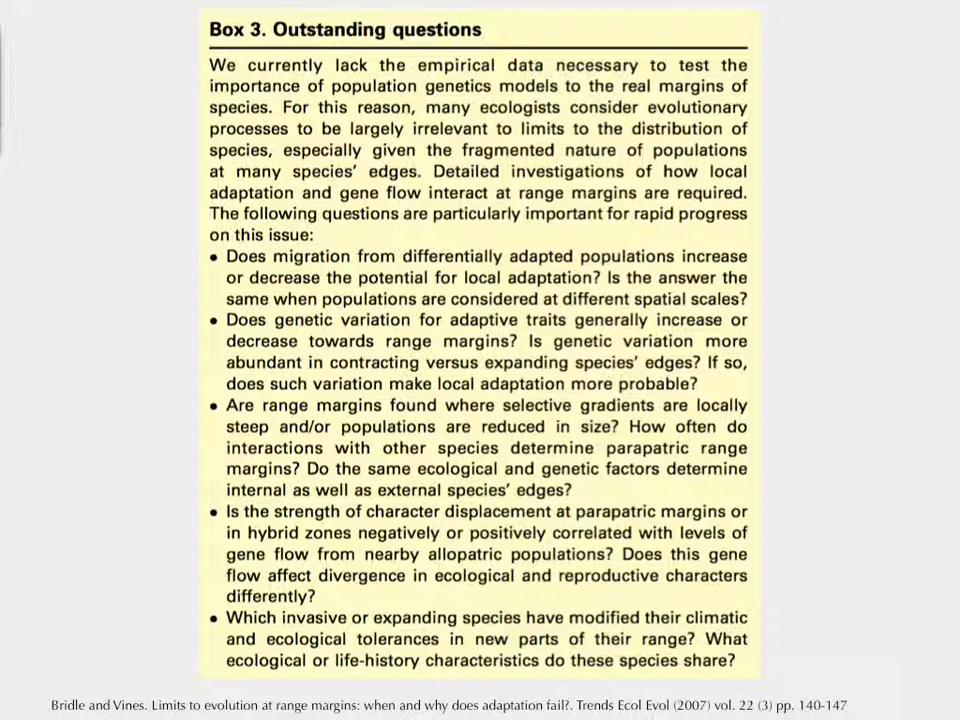 Box 3. Outstanding questions
We currently lack the empirical data necessary to test the
importance of population genetics models to the real margins of
species. For this reason, many ecologists consider evolutionary
processes to be largely irrelevant to limits to the distribution of
species, especially given the fragmented nature of populations
at many species' edges. Detailed investigations of how local
adaptation and gene flow interact at range margins are required.
The following questions are particularly important for rapid progress
on this issue:
• Does migration from differentially adapted populations increase
or decrease the potential for local adaptation? Is the answer the
same when populations are considered at different spatial scales?
• Does genetic variation for adaptive traits generally increase or
decrease towards range margins? Is genetic variation more
abundant in contracting versus expanding species' edges? If so,
does such variation make local adaptation more probable?
• Are range margins found where selective gradients are locally
steep and/or populations are reduced in size? How often do
interactions with other species determine parapatric range
margins? Do the same ecological and genetic factors determine
internal as well as external species' edges?
• Is the strength of character displacement at parapatric margins or
in hybrid zones negatively or positively correlated with levels of
gene flow from nearby allopatric populations? Does this gene
flow affect divergence in ecological and reproductive characters
differently?
• Which invasive or expanding species have modified their climatic
and ecological tolerances in new parts of their range? What
ecological or life-history characteristics do these species share?
Bridle and Vines. Limits to evolution at range margins: when and why does adaptation fail?. Trends Ecol Evol (2007) vol. 22 (3) pp. 140-147